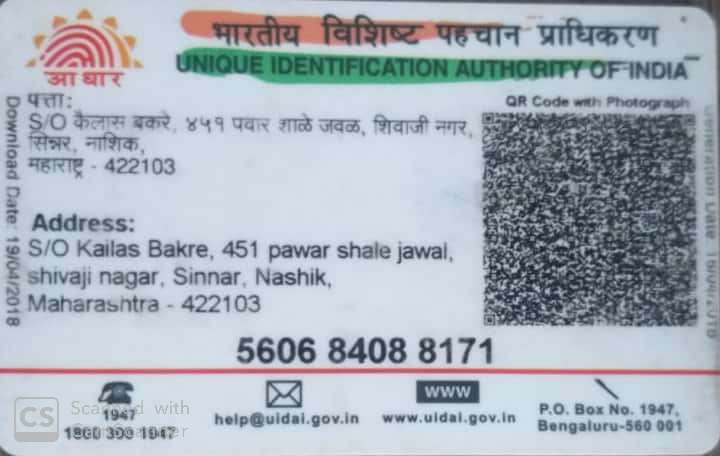 भारतीय विशिष्ट पहचान प्राधिकरण
UNIQUE IDENTIFICATION AUTHORITY OF INDIA
आधार
QR Code with Photograph
पत्ता:
S/O कैलास बकरे, ४५१ पवार शाळे जवळ, शिवाजी नगर,
सिन्नर, नाशिक,
महाराष्ट्र - 422103
Address:
S/O Kailas Bakre, 451 pawar shale jawal,
shivaji nagar, Sinnar, Nashik,
Maharashtra - 422103
Download Date: 19/04/2018
Generation Date
5606 8408 8171
1947
1800 300 1947
help@uidai.gov.in
WWW
www.uidai.gov.in
P.O. Box No. 1947,
Bengaluru-560 001
CS
Scanned with
CamScanner